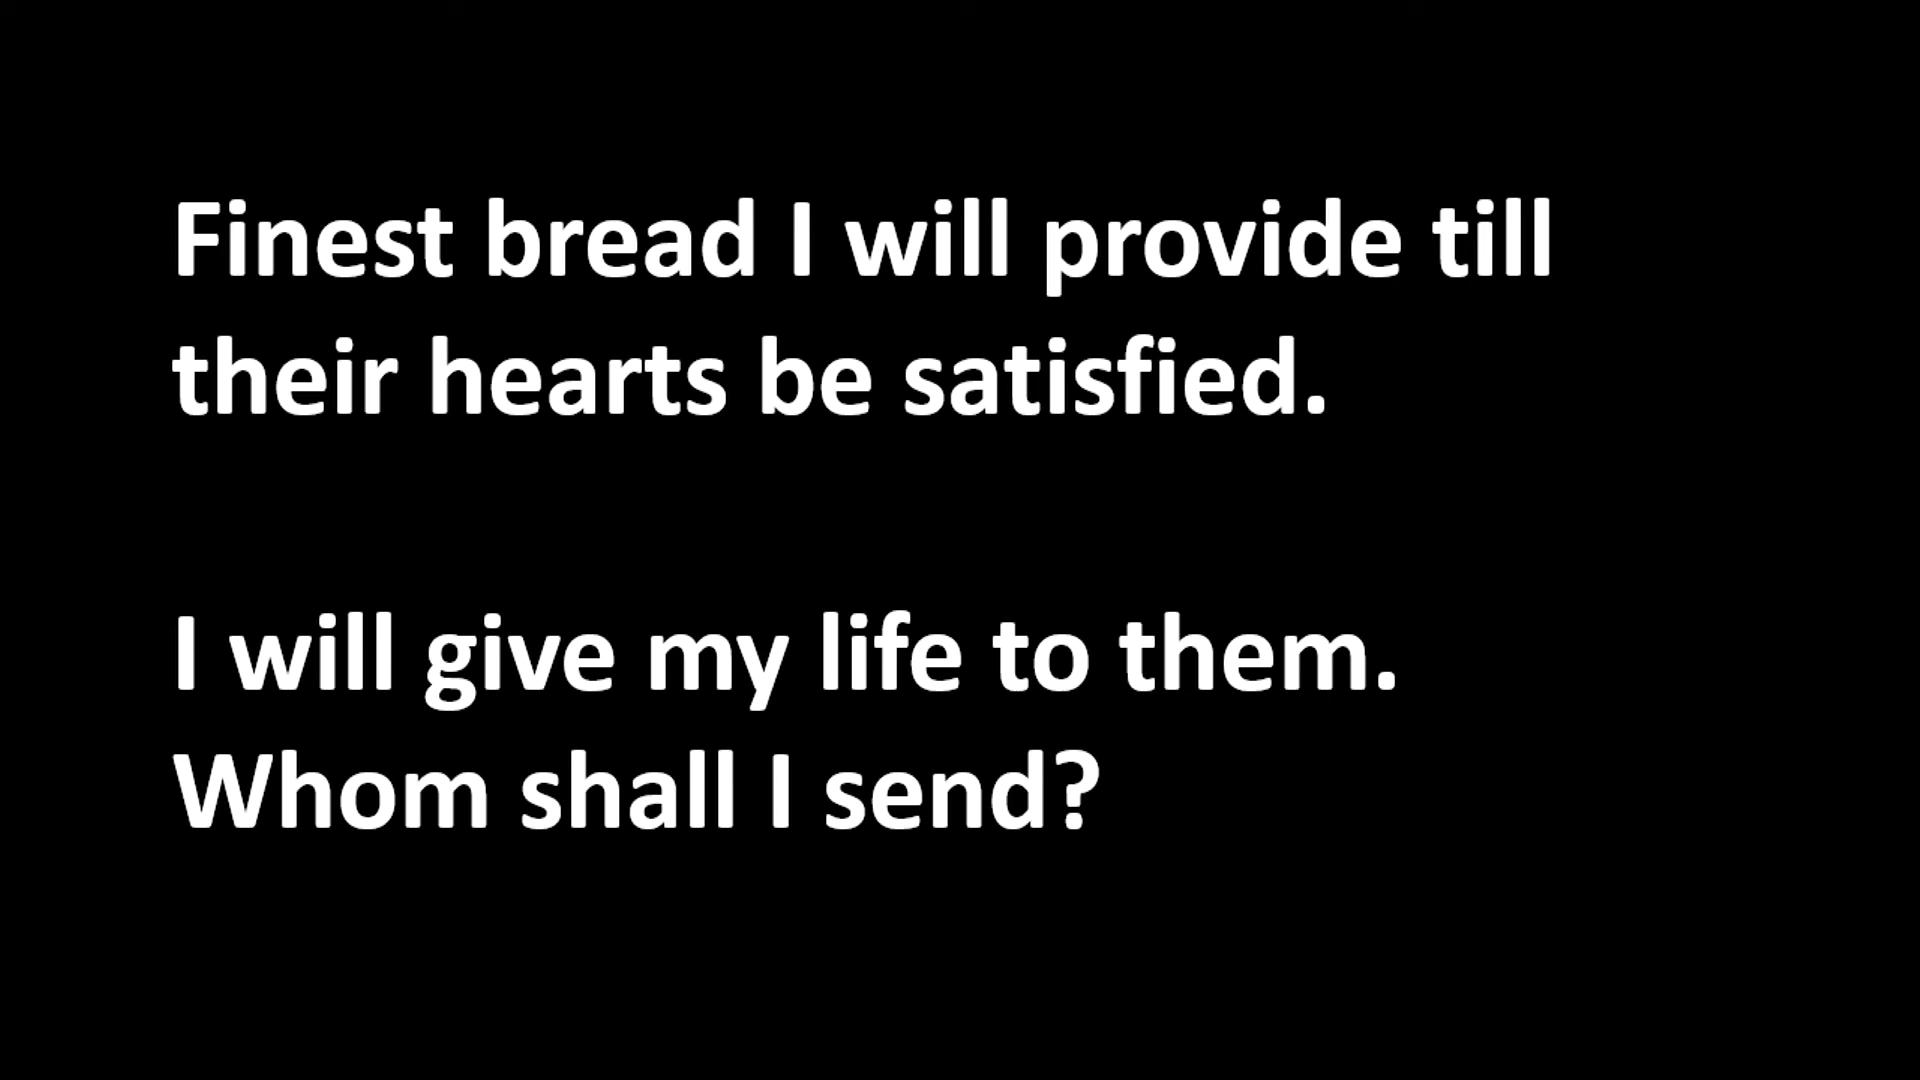 Finest bread I will provide till
their hearts be satisfied.
I will give my life to them.
Whom shall I send?